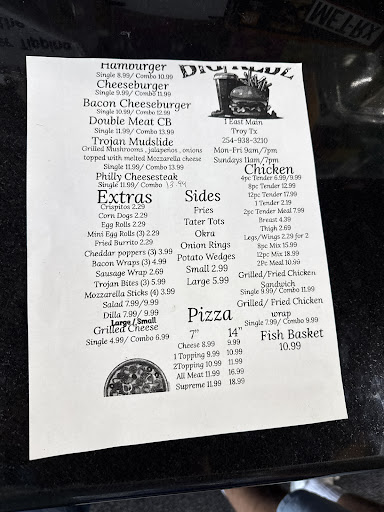 Hamburger
Single 8.99/ Combo 10.99
Cheeseburger
Single 9.99/ Combo 11.99
Bacon Cheeseburger
Single 10.99/ Combo 12.99
Double Meat CB
Single 11.99/ Combo 13.99
Trojan Mudslide
Grilled Mushrooms , jalapenos , onions
topped with melted Mozzarella cheese
Single 11.99/ Combo 13.99
Philly Cheesesteak
Single 11.99/ Combo 13.99
Extras
Crispitos 2.29
Corn Dogs 2.29
Egg Rolls 2.29
Mini Egg Rolls (3) 2.29
Fried Burrito 2.29
Cheddar poppers (3) 3.99
Bacon Wraps (3) 4.99
Sausage Wrap 2.69
Trojan Bites (3) 5.99
Mozzarella Sticks (4) 3.99
Salad 7.99/9.99
Dilla 7.99/ 9.99
Large / Small
Grilled Cheese
Single 4.99/ Combo 6.99
Sides
Fries
Tater Tots
Okra
Onion Rings
Potato Wedges
Small 2.99
Large 5.99
Pizza
7" 14"
Cheese 8.99 9.99
1 Topping 9.99 10.99
2Topping 10.99 11.99
All Meat 11.99 16.99
Supreme 11.99 18.99
1 East Main
Troy Tx
254-938-3210
Mon-Fri 9am/7pm
Sundays 11am/7pm
Chicken
4pc Tender 6.99/9.99
8pc Tender 12.99
12pc Tender 17.99
1 Tender 2.19
2pc Tender Meal 7.99
Breast 4.39
Thigh 2.69
Legs/Wings 2.29 for 2
8pc Mix 15.99
12pc Mix 18.99
2Pc Meal 10.99
Grilled/Fried Chicken
Sandwich
Single 9.99/ Combo 11.99
Grilled/ Fried Chicken
wrap
Single 7.99/ Combo 9.99
Fish Basket
10.99